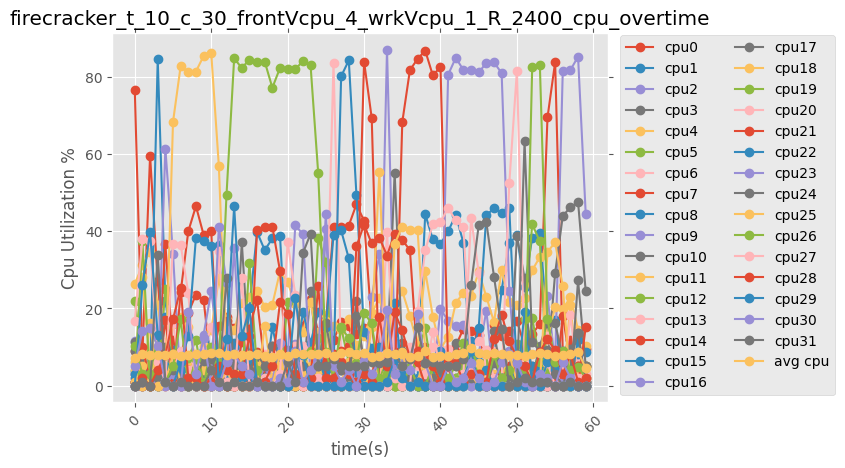 firecracker_t_10_c_30_frontVcpu_4_wrkVcpu_1_R_2400_cpu_overtime
Cpu Utilization %
80
60
40
20
0
0
10
20
30
40
50
60
time(s)
cpu0
cpu1
cpu2
cpu3
cpu4
cpu5
cpu6
cpu7
cpu8
cpu9
cpu10
cpu11
cpu12
cpu13
cpu14
cpu15
cpu16
cpu17
cpu18
cpu19
cpu20
cpu21
cpu22
cpu23
cpu24
cpu25
cpu26
cpu27
cpu28
cpu29
cpu30
cpu31
avg cpu